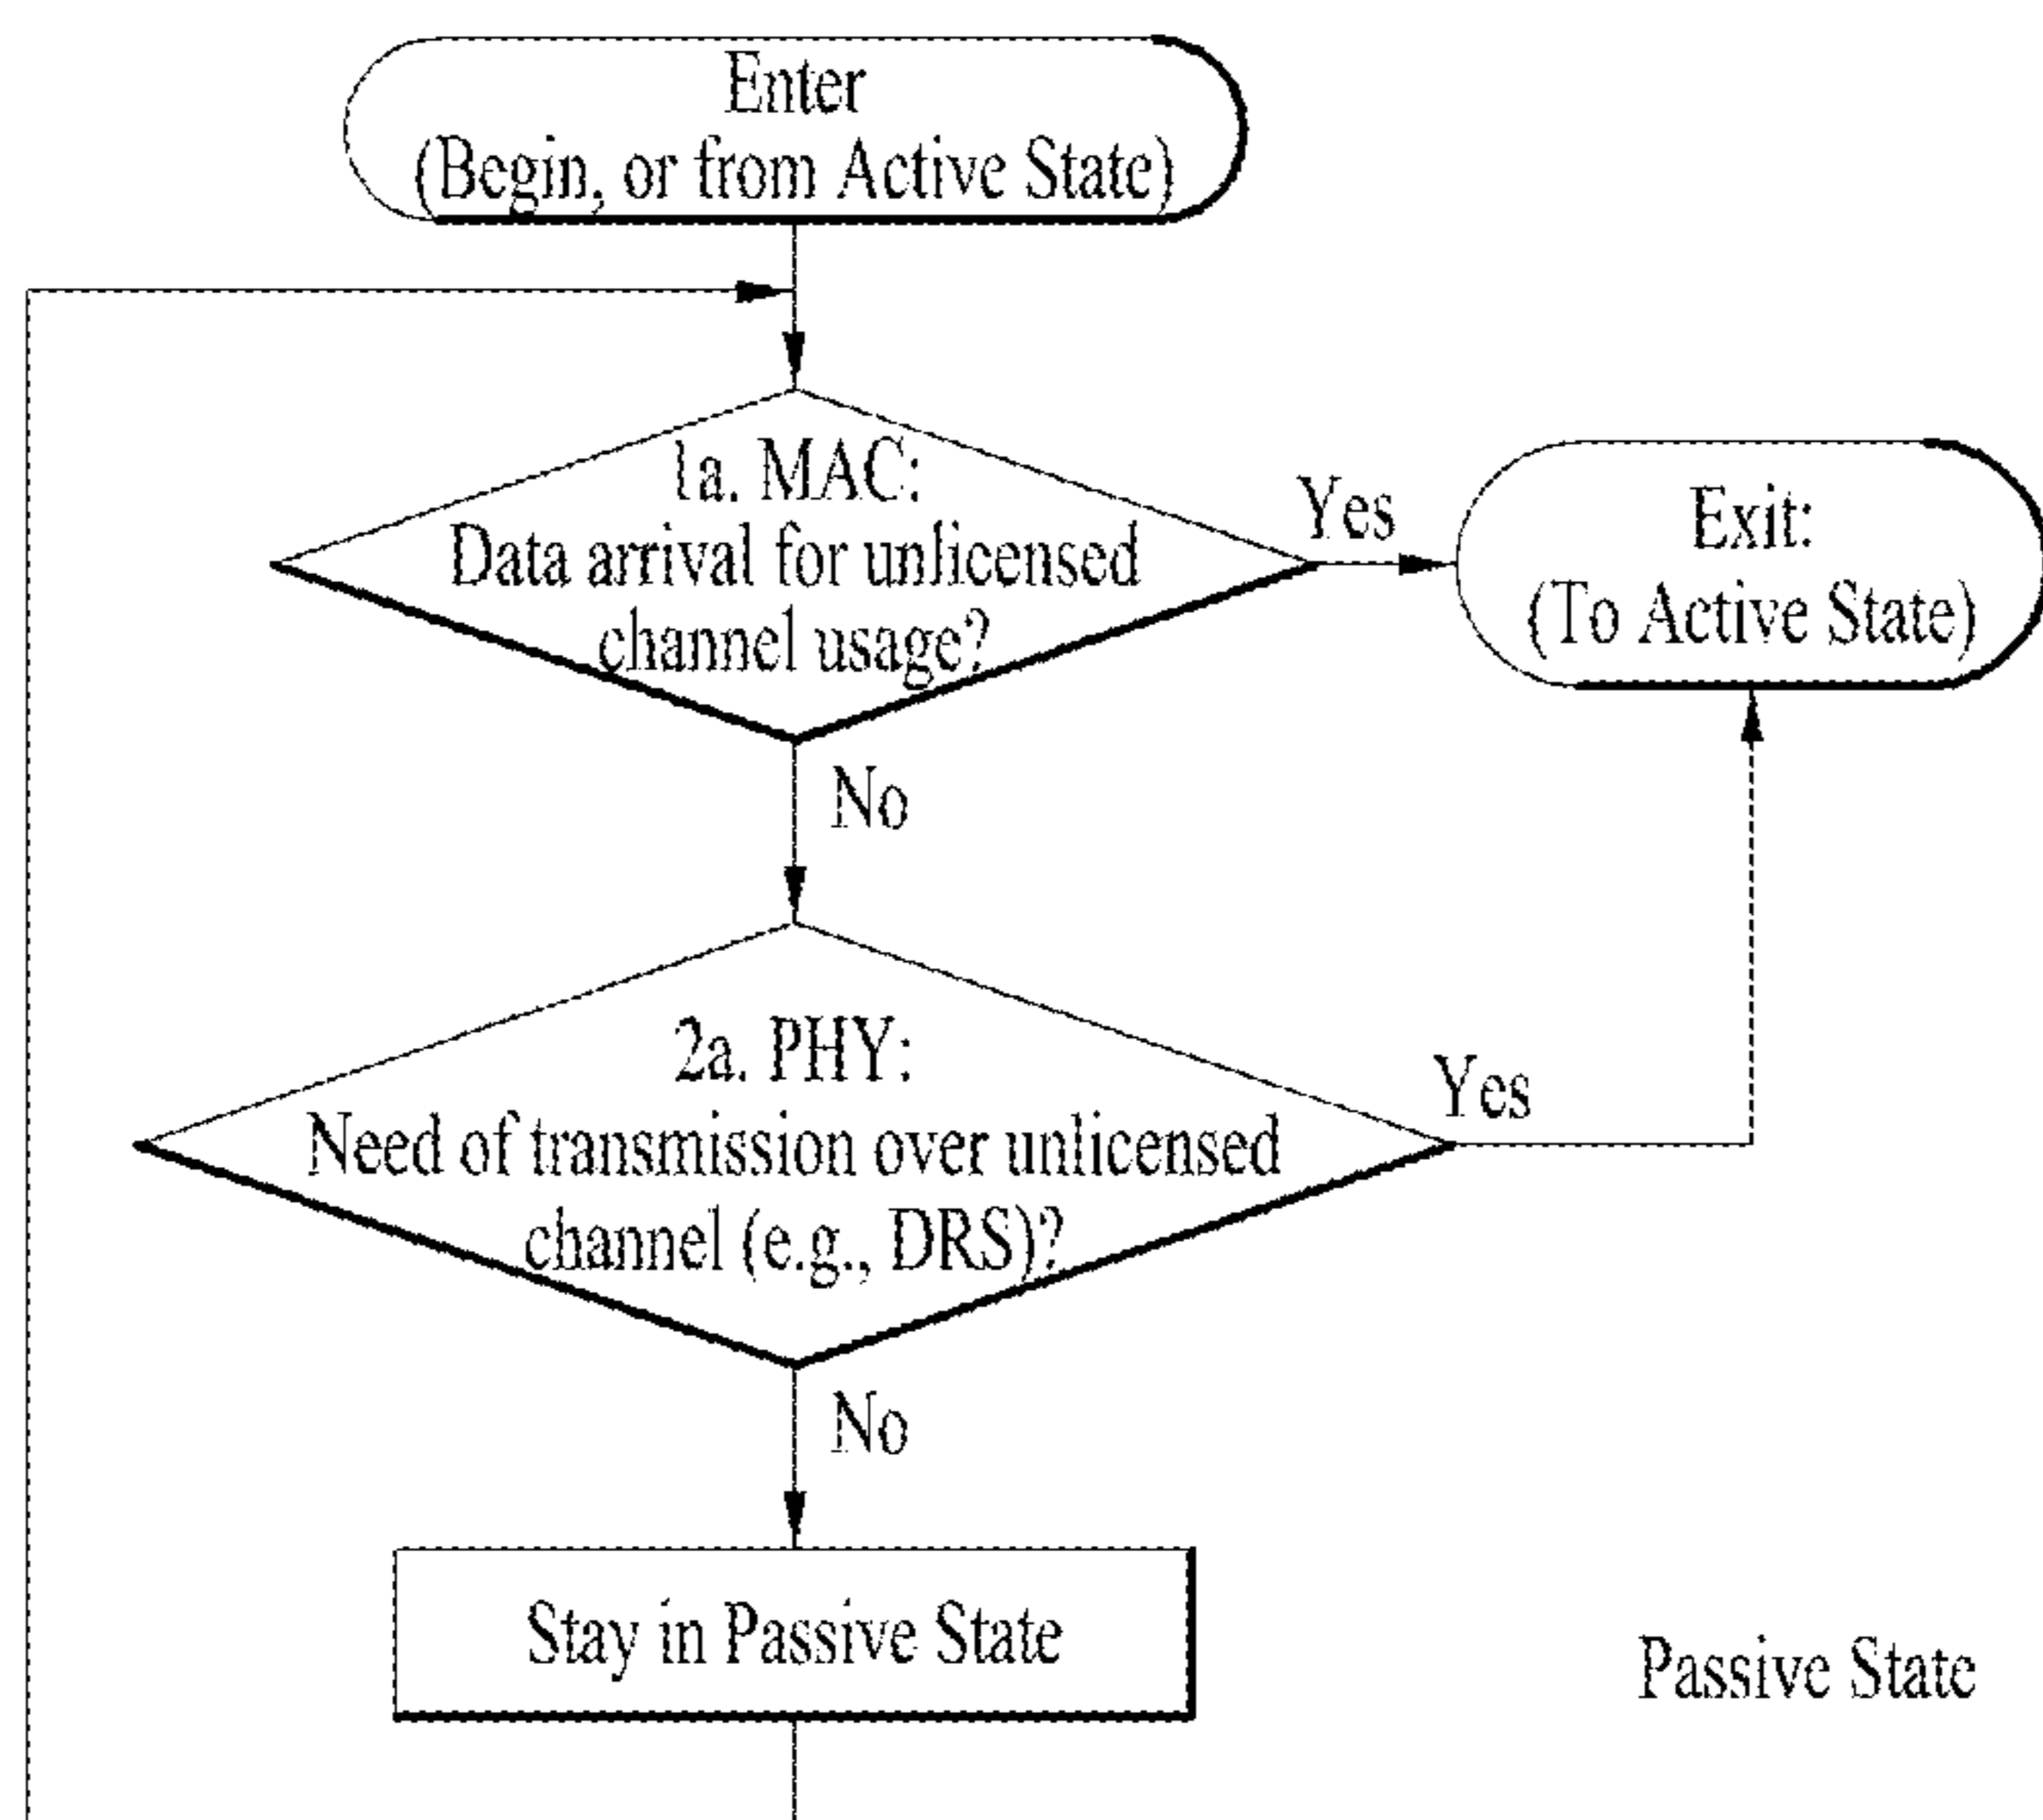 Enter
(Begin, or from Active State)
1a. MAC:
Data arrival for unlicensed
channel usage?
Yes
Exit:
(To Active State)
No
2a. PHY:
Need of transmission over unlicensed
channel (e.g., DRS)?
Yes
No
Stay in Passive State
Passive State